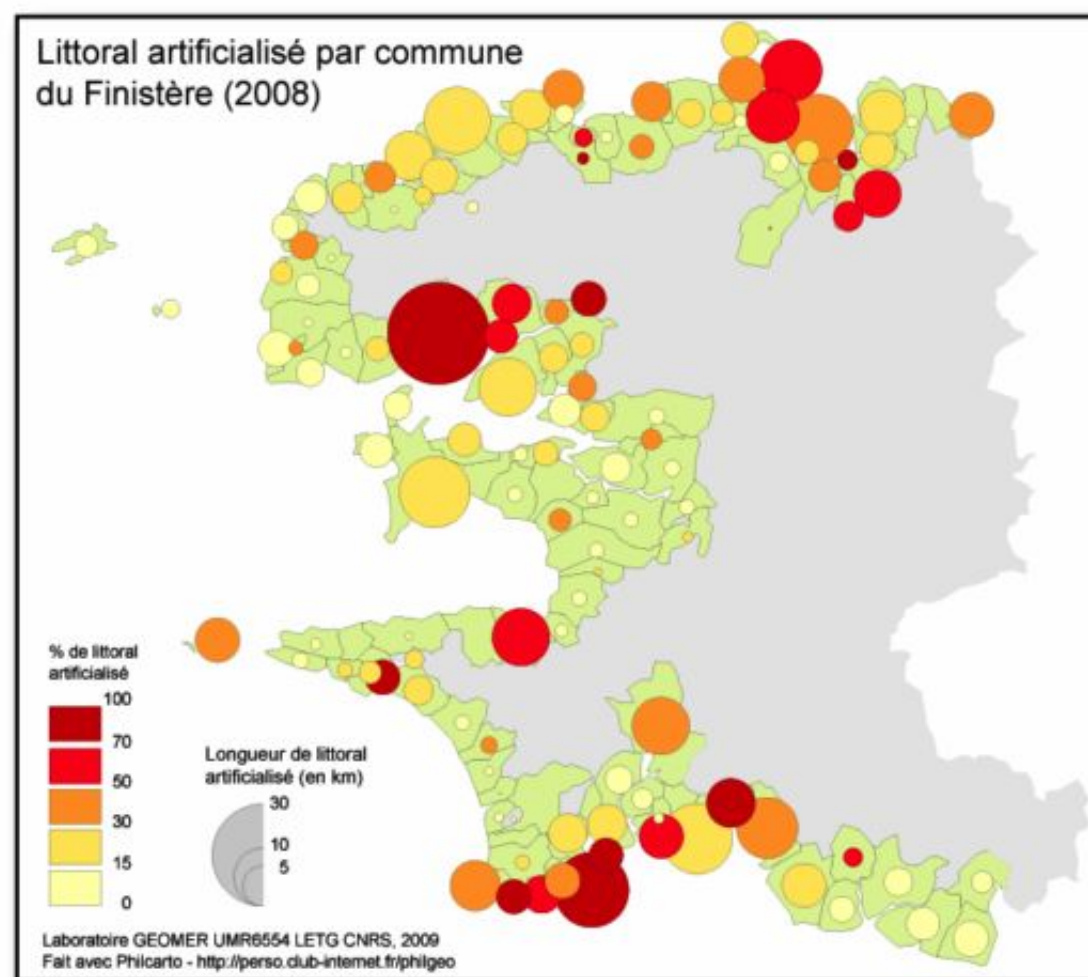 Littoral artificialisé par commune
du Finistère (2008)
% de littoral
artificialisé
100
70
50
30
15
0
Longueur de littoral
artificialisé (en km)
30
10
5
Laboratoire GEOMER UMR6554 LETG CNRS, 2009
Fait avec Philcarto - http://perso.club-internet.fr/philgeo